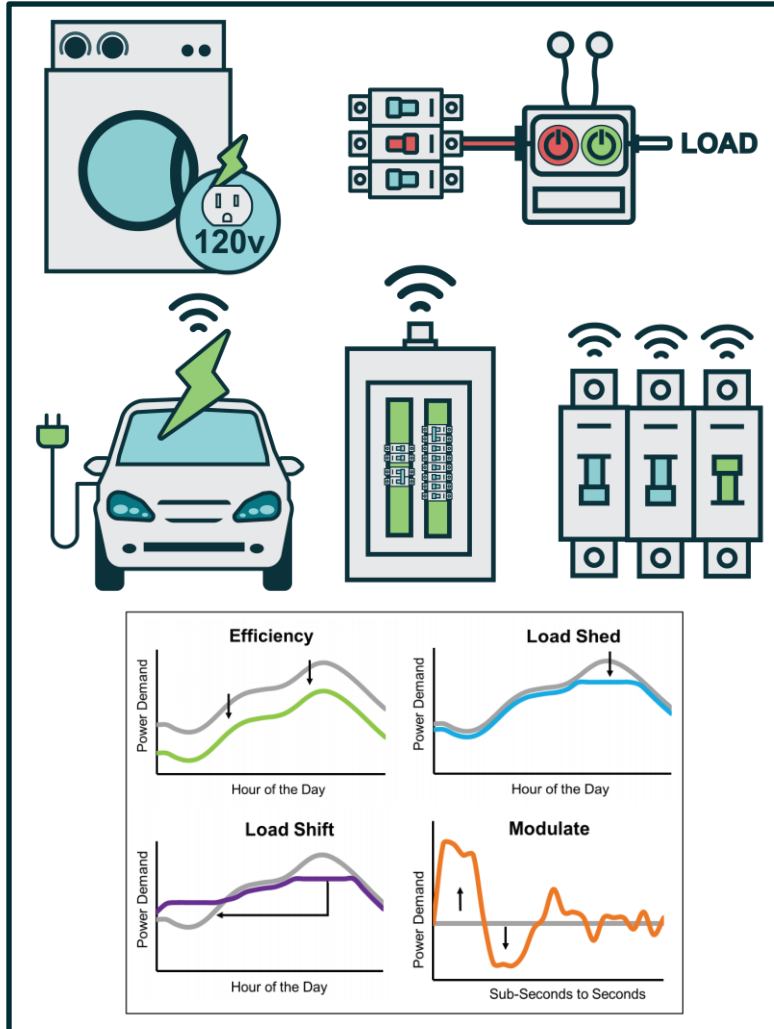 120v
LOAD
Efficiency
Power Demand
Hour of the Day
Load Shed
Power Demand
Hour of the Day
Load Shift
Power Demand
Hour of the Day
Modulate
Power Demand
Sub-Seconds to Seconds